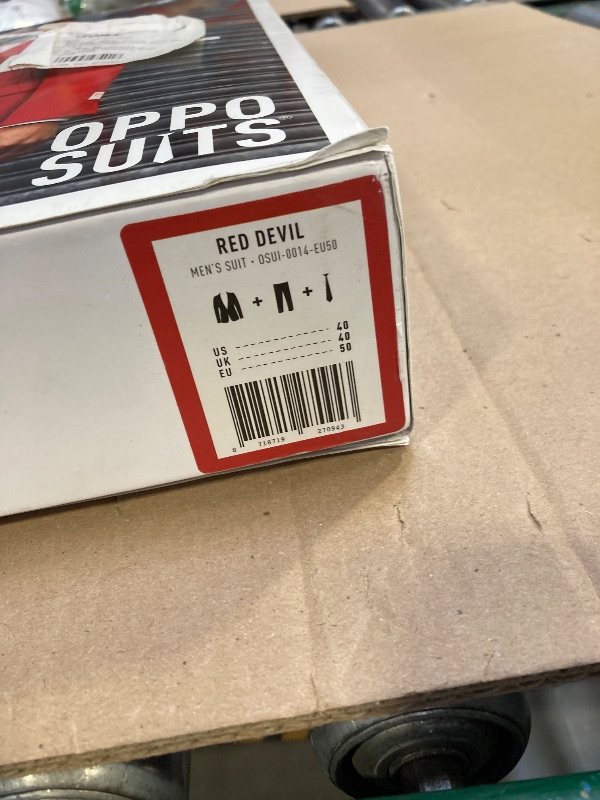 OPPO
SUITS
RED DEVIL
MEN'S SUIT • OSUI-0014-EU50
+ +
US 40
UK 40
EU 50
8 718719 270943